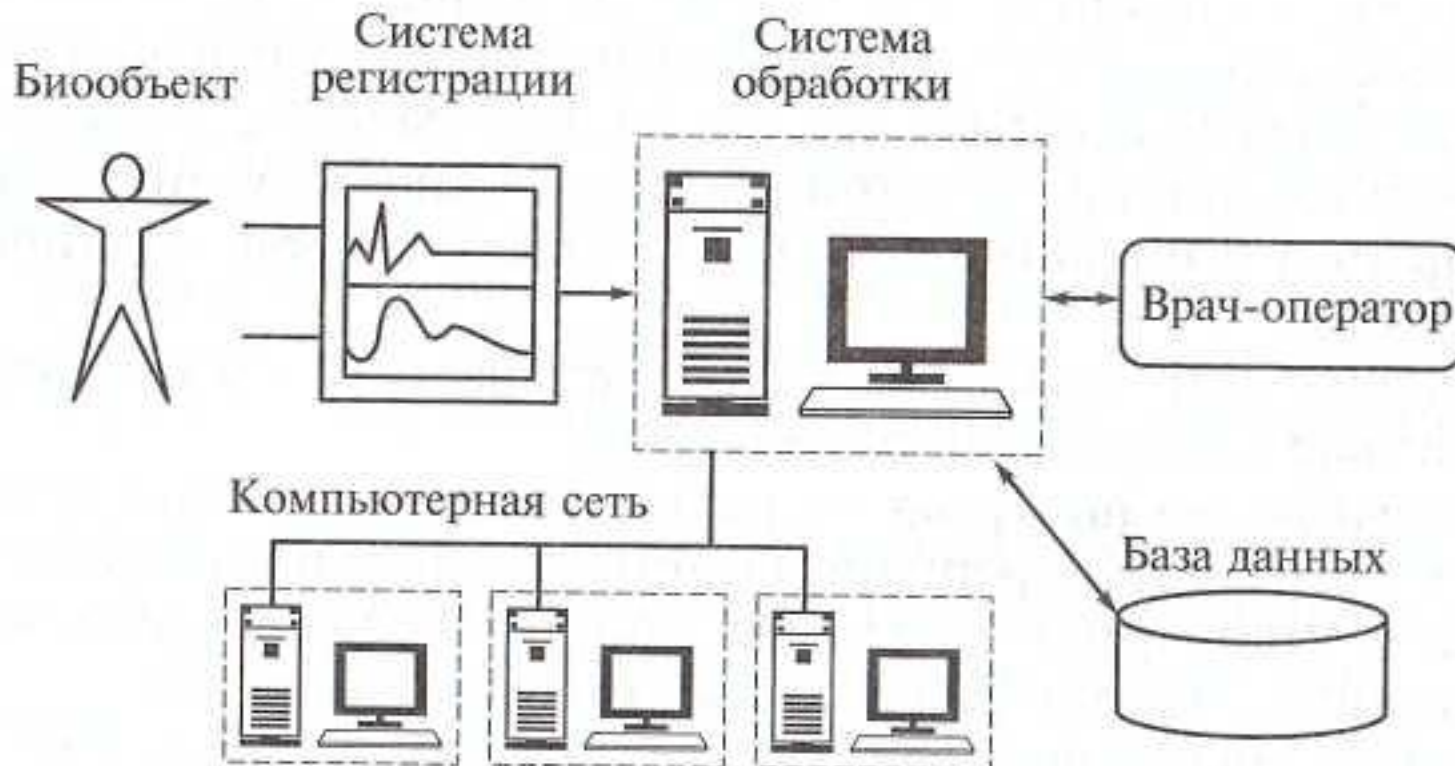 Биообъект
Система
регистрации
Система
обработки
Врач-оператор
Компьютерная сеть
База данных